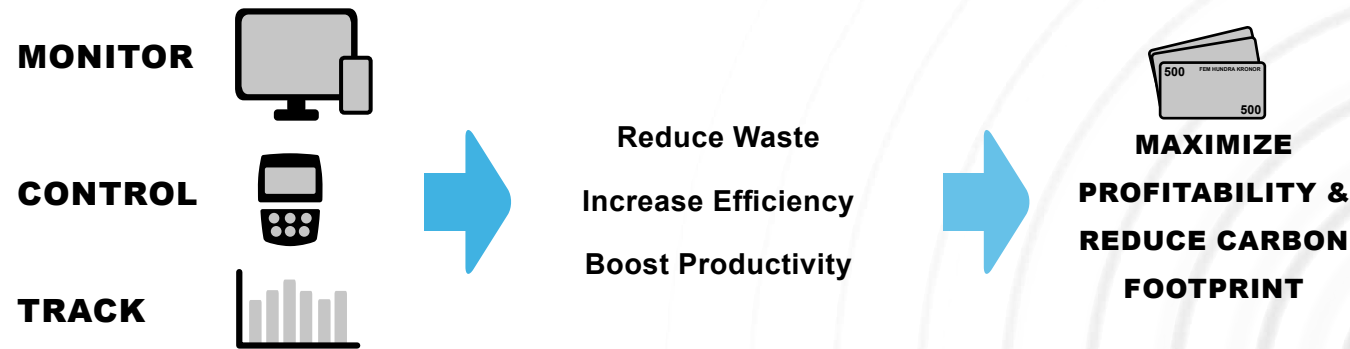 MONITOR
CONTROL
TRACK
Reduce Waste
Increase Efficiency
Boost Productivity
500 FEM HUNDRA KRONOR
500
MAXIMIZE
PROFITABILITY &
REDUCE CARBON
FOOTPRINT